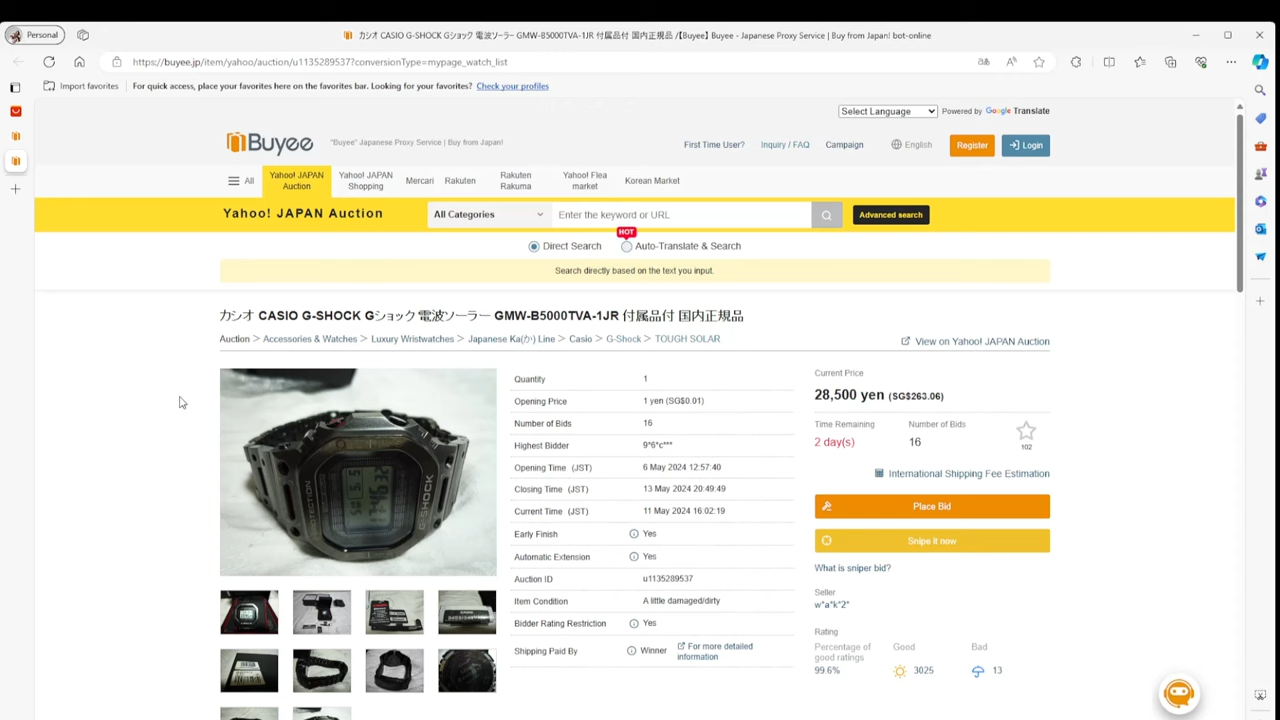 Personal
カシオ CASIO G-SHOCK Gショック 電波ソーラー GMW-B5000TVA-1JR 付属品付 国内正規品 /【Buyee】 Buyee - Japanese Proxy Service | Buy from Japan! bot-online
https://buyee.jp/item/yahoo/auction/u1135289537?conversionType=mypage_watch_list
Import favorites
For quick access, place your favorites here on the favorites bar. Looking for your favorites? Check your profiles
Select Language
Powered by Google Translate
Buyee
"Buyee" Japanese Proxy Service | Buy from Japan!
First Time User?
Inquiry / FAQ
Campaign
English
Register
Login
All
Yahoo! JAPAN Auction
Yahoo! JAPAN Shopping
Mercari
Rakuten
Rakuten Rakuma
Yahoo! Flea market
Korean Market
Yahoo! JAPAN Auction
All Categories
Enter the keyword or URL
Advanced search
HOT
Direct Search
Auto-Translate & Search
Search directly based on the text you input.
カシオ CASIO G-SHOCK Gショック 電波ソーラー GMW-B5000TVA-1JR 付属品付 国内正規品
Auction > Accessories & Watches > Luxury Wristwatches > Japanese Ka(か) Line > Casio > G-Shock > TOUGH SOLAR
View on Yahoo! JAPAN Auction
PROTECTION
G-SHOCK
Quantity 1
Opening Price 1 yen (SG$0.01)
Number of Bids 16
Highest Bidder 9*6*c***
Opening Time (JST) 6 May 2024 12:57:40
Closing Time (JST) 13 May 2024 20:49:49
Current Time (JST) 11 May 2024 16:02:19
Early Finish Yes
Automatic Extension Yes
Auction ID u1135289537
Item Condition A little damaged/dirty
Bidder Rating Restriction Yes
Shipping Paid By Winner
For more detailed
information
Current Price
28,500 yen (SG$263.06)
Time Remaining
2 day(s)
Number of Bids
16
102
International Shipping Fee Estimation
Place Bid
Snipe it now
What is sniper bid?
Seller
w*a*k*2*
Rating
Percentage of
good ratings
99.6%
Good
3025
Bad
13